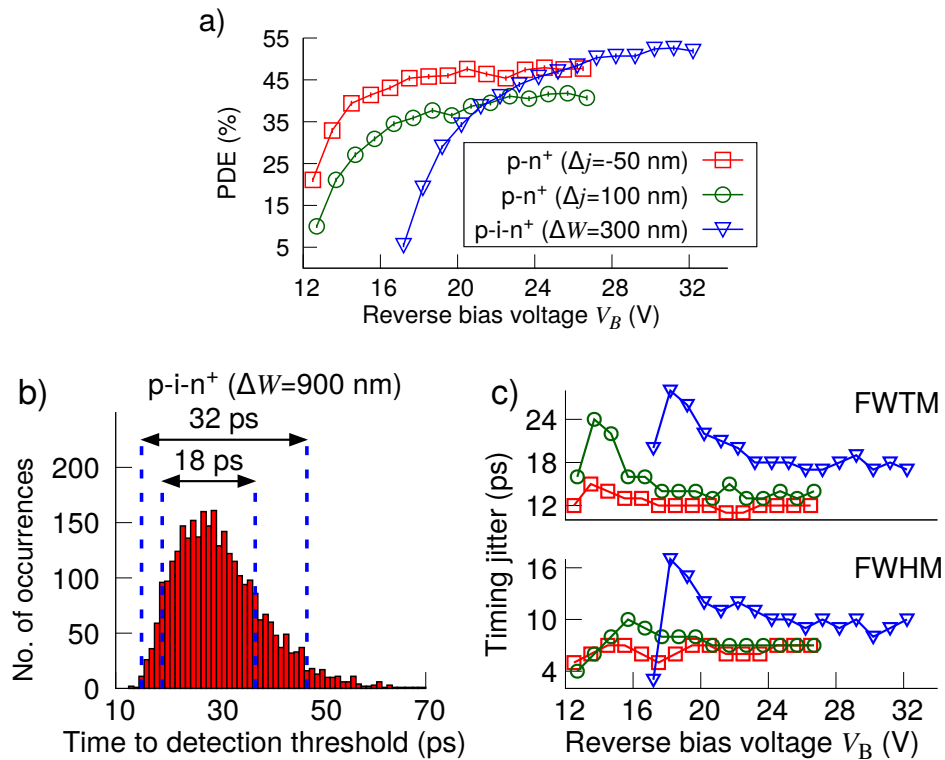 a)
55
45
35
25
15
5
PDE (%)
p-n+ (Δj=-50 nm)
p-n+ (Δj=100 nm)
p-i-n+ (ΔW=300 nm)
12 16 20 24 28 32
Reverse bias voltage VB (V)
b)
p-i-n+ (ΔW=900 nm)
32 ps
18 ps
200
150
100
50
0
No. of occurrences
10 30 50 70
Time to detection threshold (ps)
c)
FWTM
24
18
12
FWHM
16
10
4
Timing jitter (ps)
12 16 20 24 28 32
Reverse bias voltage VB (V)